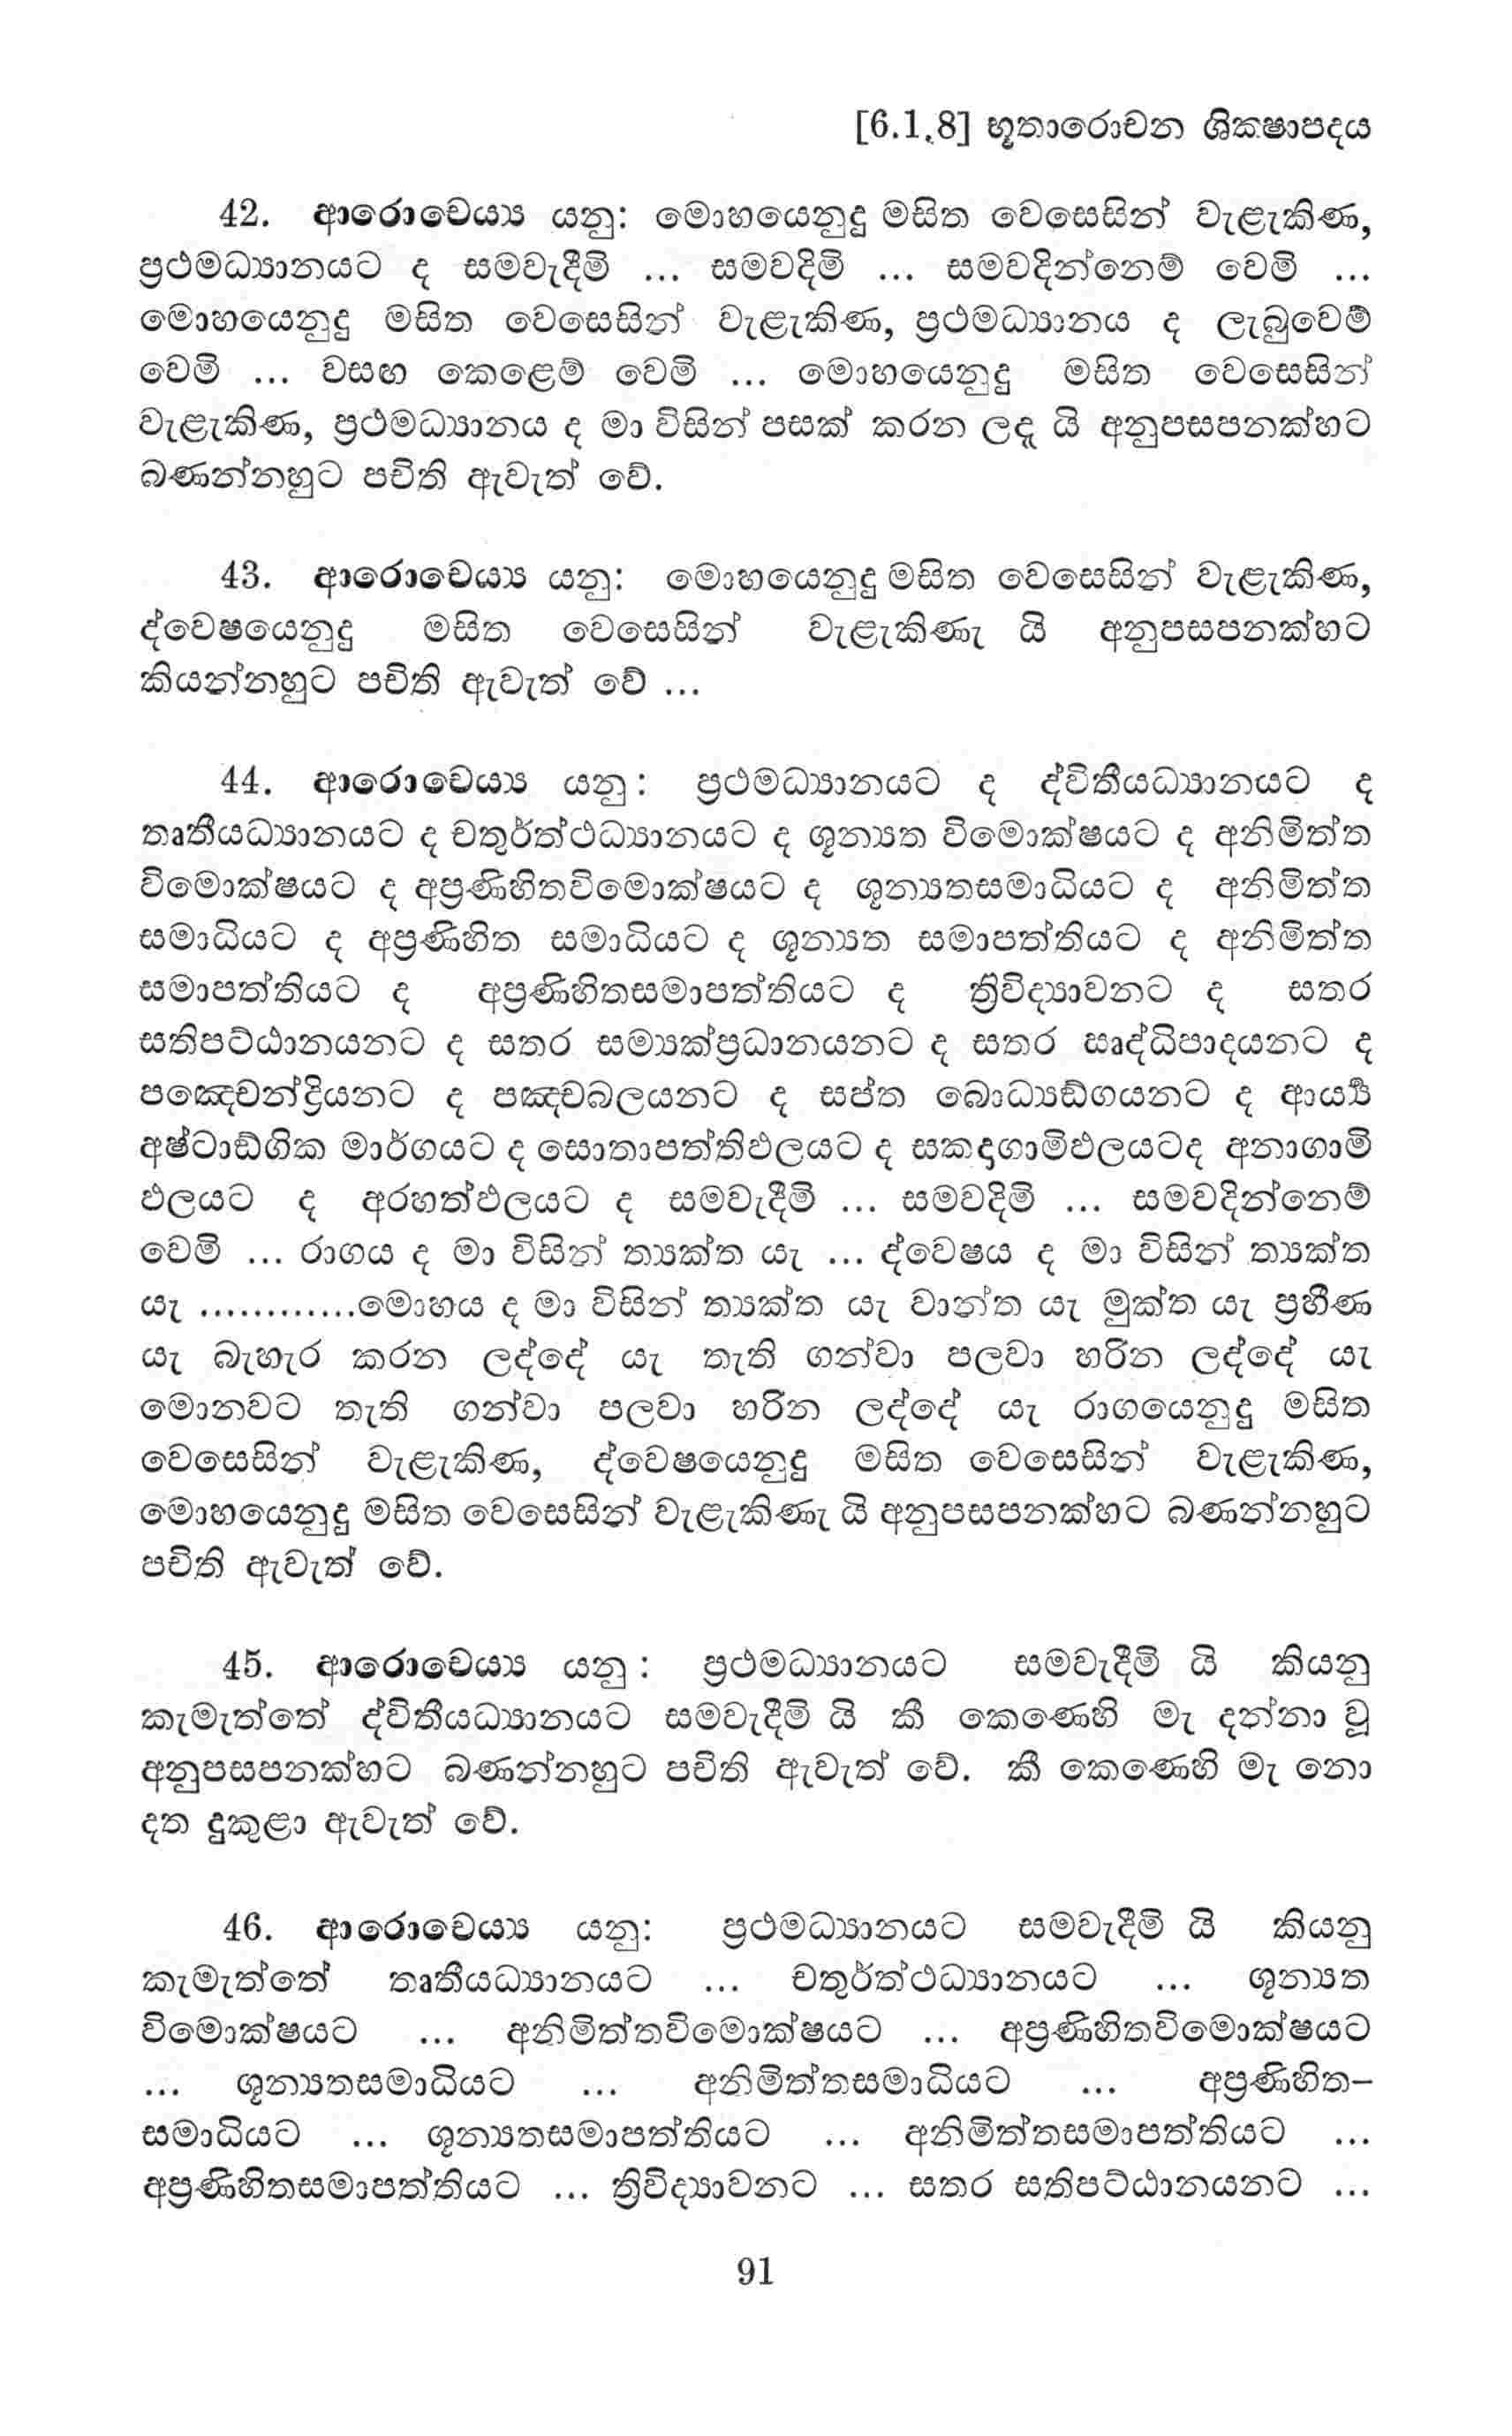 [6.1.8] භූතාරොචන ශික්‍ෂාපදය
42. ආරොචෙය්‍ය යනු: මොහයෙනුදු මසිත වෙසෙසින් වැළැකිණ,
ප්‍රථමධ්‍යානයට ද සමවැදීමි ... සමවදිමි ... සමවදින්නෙම් වෙමි ...
මොහයෙනුදු මසිත වෙසෙසින් වැළැකිණ, ප්‍රථමධ්‍යානය ද ලැබුවෙම්
වෙමි ... වසඟ කෙළෙම් වෙමි ... මොහයෙනුදු මසිත වෙසෙසින්
වැළැකිණ, ප්‍රථමධ්‍යානය ද මා විසින් පසක් කරන ලදැ යි අනුපසපනක්හට
බණන්නහුට පචිති ඇවැත් වේ.
43. ආරොචෙය්‍ය යනු: මොහයෙනුදු මසිත වෙසෙසින් වැළැකිණ,
ද්වෙෂයෙනුදු මසිත වෙසෙසින් වැළැකිණැ යි අනුපසපනක්හට
කියන්නහුට පචිති ඇවැත් වේ ...
44. ආරොචෙය්‍ය යනු : ප්‍රථමධ්‍යානයට ද ද්විතීයධ්‍යානයට ද
තෘතීයධ්‍යානයට ද චතුර්ත්ථධ්‍යානයට ද ශූන්‍යත විමොක්ෂයට ද අනිමිත්ත
විමොක්ෂයට ද අප්‍රණිහිතවිමොක්ෂයට ද ශූන්‍යතසමාධියට ද අනිමිත්ත
සමාධියට ද අප්‍රණිහිත සමාධියට ද ශූන්‍යත සමාපත්තියට ද අනිමිත්ත
සමාපත්තියට ද අප්‍රණිහිතසමාපත්තියට ද ත්‍රිවිද්‍යාවනට ද සතර
සතිපට්ඨානයනට ද සතර සම්‍යක්ප්‍රධානයනට ද සතර ඍද්ධිපාදයනට ද
පඤෙචන්ද්‍රියනට ද පඤචබලයනට ද සප්ත බොධ්‍යඞ්ගයනට ද ආර්‍ය්‍ය
අෂ්ටාඞ්ගික මාර්ගයට ද සොතාපත්තිඵලයට ද සකදාගාමිඵලයටද අනාගාමි
ඵලයට ද අරහත්ඵලයට ද සමවැදීමි ... සමවදිමි ... සමවදින්නෙම්
වෙමි ... රාගය ද මා විසින් ත්‍යක්ත යැ ... ද්වෙෂය ද මා විසින් ත්‍යක්ත
යැ ............මොහය ද මා විසින් ත්‍යක්ත යැ වාන්ත යැ මුක්ත යැ ප්‍රහීණ
යැ බැහැර කරන ලද්දේ යැ තැති ගන්වා පලවා හරින ලද්දේ යැ
මොනවට තැති ගන්වා පලවා හරින ලද්දේ යැ රාගයෙනුදු මසිත
වෙසෙසින් වැළැකිණ, ද්වෙෂයෙනුදු මසිත වෙසෙසින් වැළැකිණ,
මොහයෙනුදු මසිත වෙසෙසින් වැළැකිණැ යි අනුපසපනක්හට බණන්නහුට
පචිති ඇවැත් වේ.
45. ආරොචෙය්‍ය යනු : ප්‍රථමධ්‍යානයට සමවැදීමි යි කියනු
කැමැත්තේ ද්විතීයධ්‍යානයට සමවැදීමි යි කී කෙණෙහි මැ දන්නා වූ
අනුපසපනක්හට බණන්නහුට පචිති ඇවැත් වේ. කී කෙණෙහි මැ නො
දත දුකුළා ඇවැත් වේ.
46. ආරොචෙය්‍ය යනු: ප්‍රථමධ්‍යානයට සමවැදීමි යි කියනු
කැමැත්තේ තෘතීයධ්‍යානයට ... චතුර්ත්ථධ්‍යානයට ... ශූන්‍යත
විමොක්ෂයට ... අනිමිත්තවිමොක්ෂයට ... අප්‍රණිහිතවිමොක්ෂයට
... ශූන්‍යතසමාධියට ... අනිමිත්තසමාධියට ... අප්‍රණිහිත–
සමාධියට ... ශූන්‍යතසමාපත්තියට ... අනිමිත්තසමාපත්තියට ...
අප්‍රණිහිතසමාපත්තියට ... ත්‍රිවිද්‍යාවනට ... සතර සතිපට්ඨානයනට ...
91